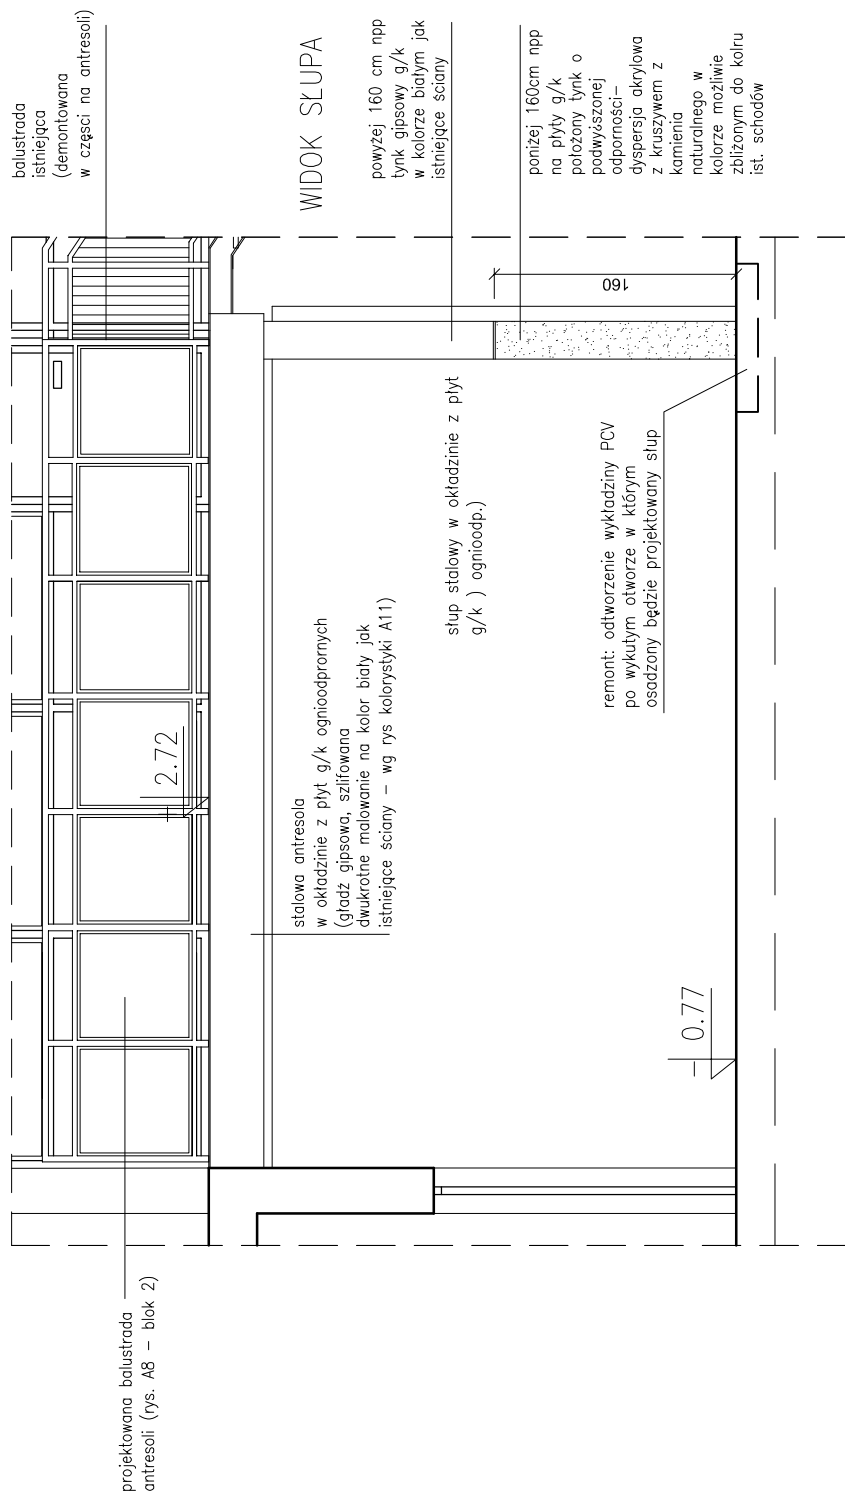 balustrada
istniejąca
(demontowana
w częsci na antresoli)
WIDOK SŁUPA
powyżej 160 cm npp
tynk gipsowy g/k
w kolorze białym jak
istniejące ściany
poniżej 160cm npp
na płyty g/k
położony tynk o
podwyższonej
odporności–
dyspersja akrylowa
z kruszywem z
kamienia
naturalnego w
kolorze możliwie
zbliżonym do kolru
ist. schodów
160
słup stalowy w okładzinie z płyt
g/k ) ognioodp.)
remont: odtworzenie wykładziny PCV
po wykutym otworze w którym
osadzony będzie projektowany słup
+ 2.72
stalowa antresola
w okładzinie z płyt g/k ognioodprornych
(gładź gipsowa, szlifowana
dwukrotne malowanie na kolor biały jak
istniejące ściany – wg rys kolorystyki A11)
– 0.77
projektowana balustrada
antresoli (rys. A8 – blok 2)